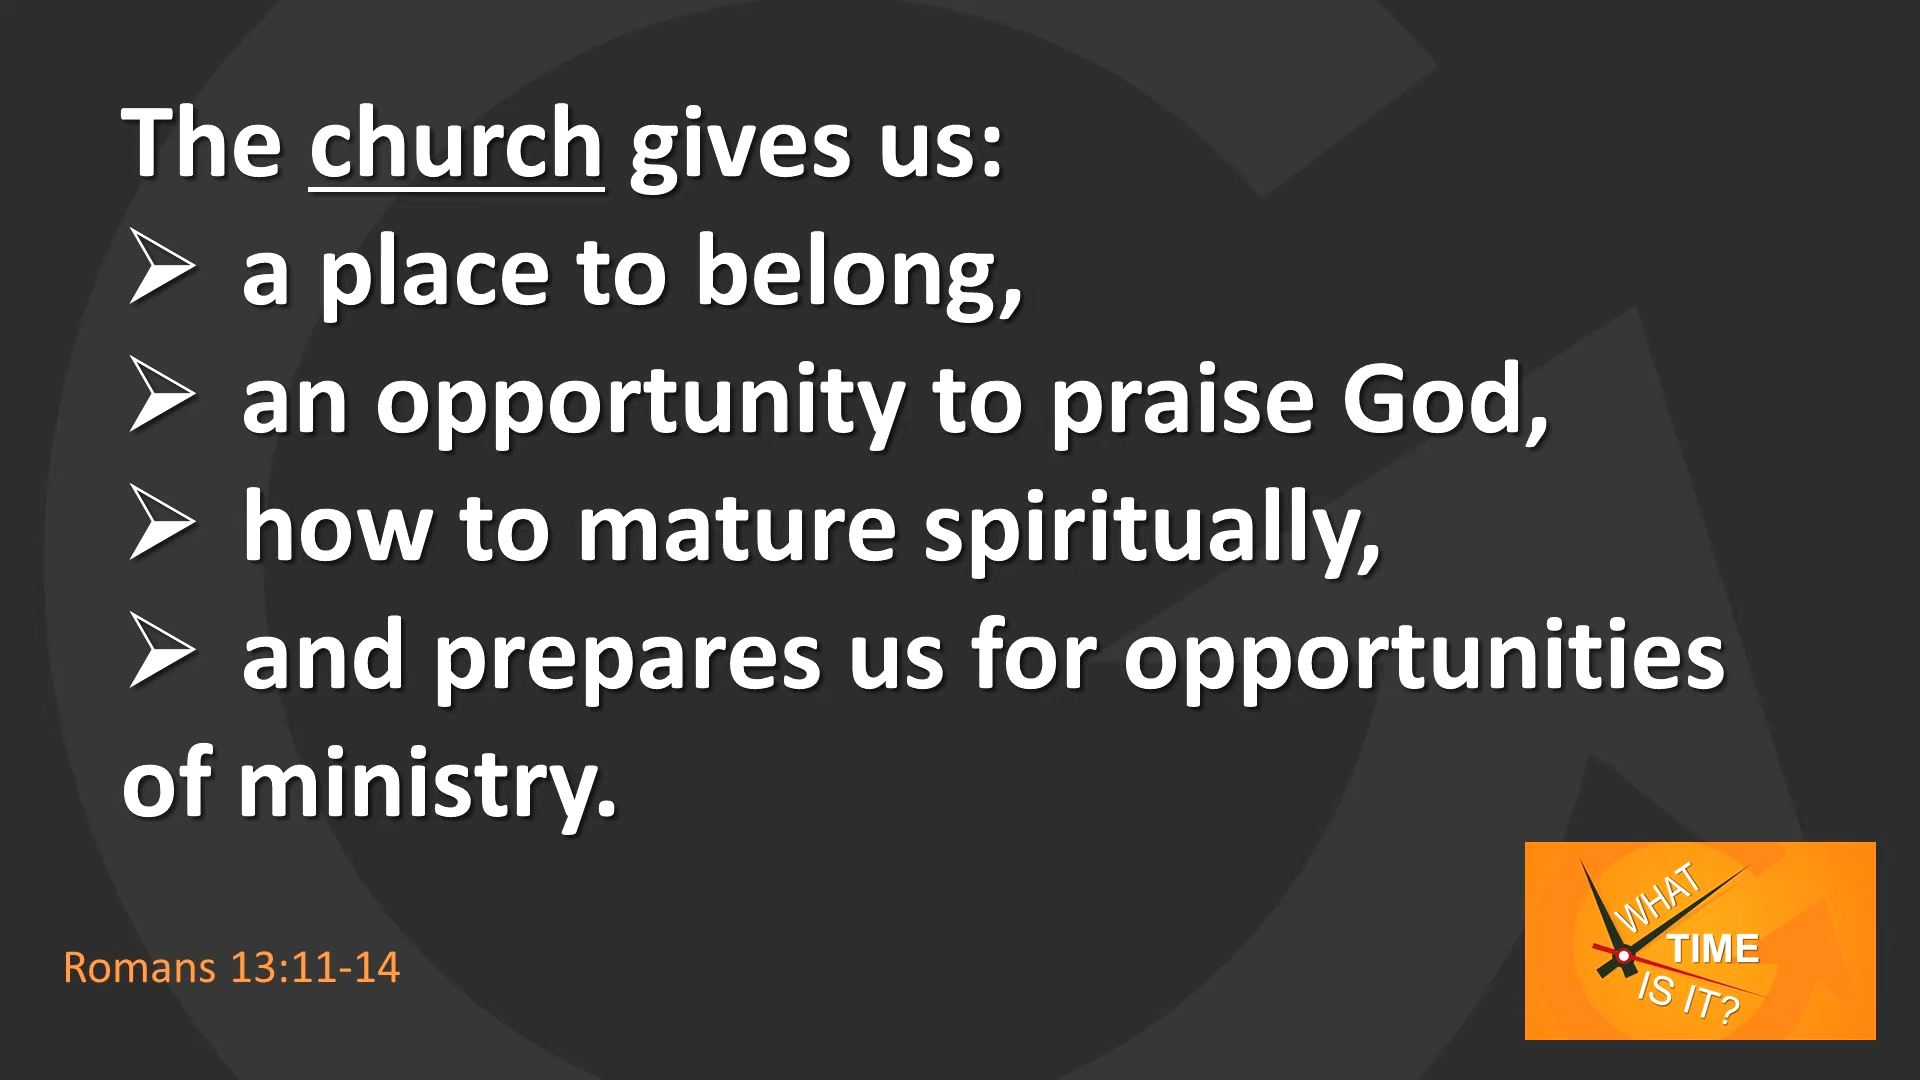 The church gives us:
➢ a place to belong,
➢ an opportunity to praise God,
➢ how to mature spiritually,
➢ and prepares us for opportunities
of ministry.
Romans 13:11-14
WHAT
TIME
IS IT?